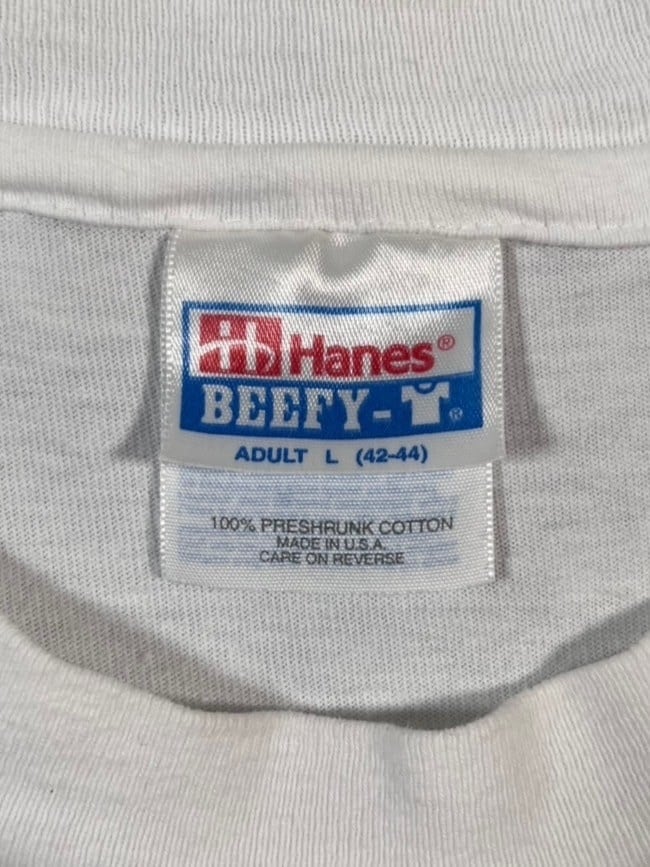 Hanes®
BEEFY-T®
ADULT L (42-44)
100% PRESHRUNK COTTON
MADE IN U.S.A.
CARE ON REVERSE